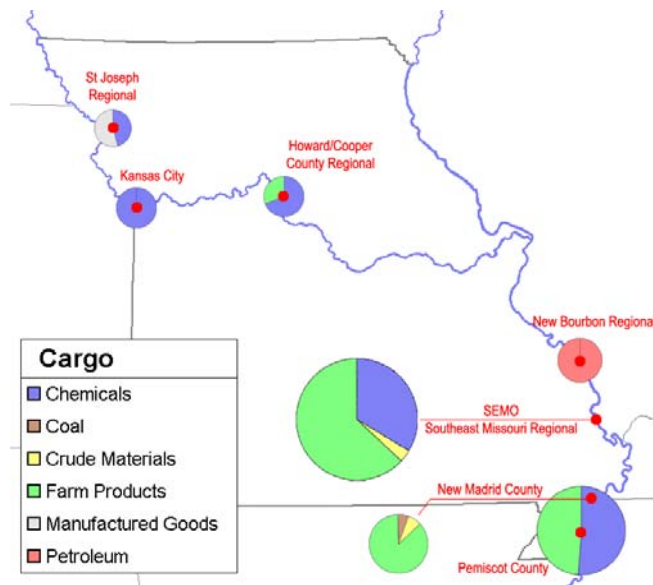 St Joseph
Regional
Howard/Cooper
County Regional
Kansas City
New Bourbon Regional
Cargo
Chemicals
Coal
Crude Materials
Farm Products
Manufactured Goods
Petroleum
SEMO
Southeast Missouri Regional
New Madrid County
Pemiscot County